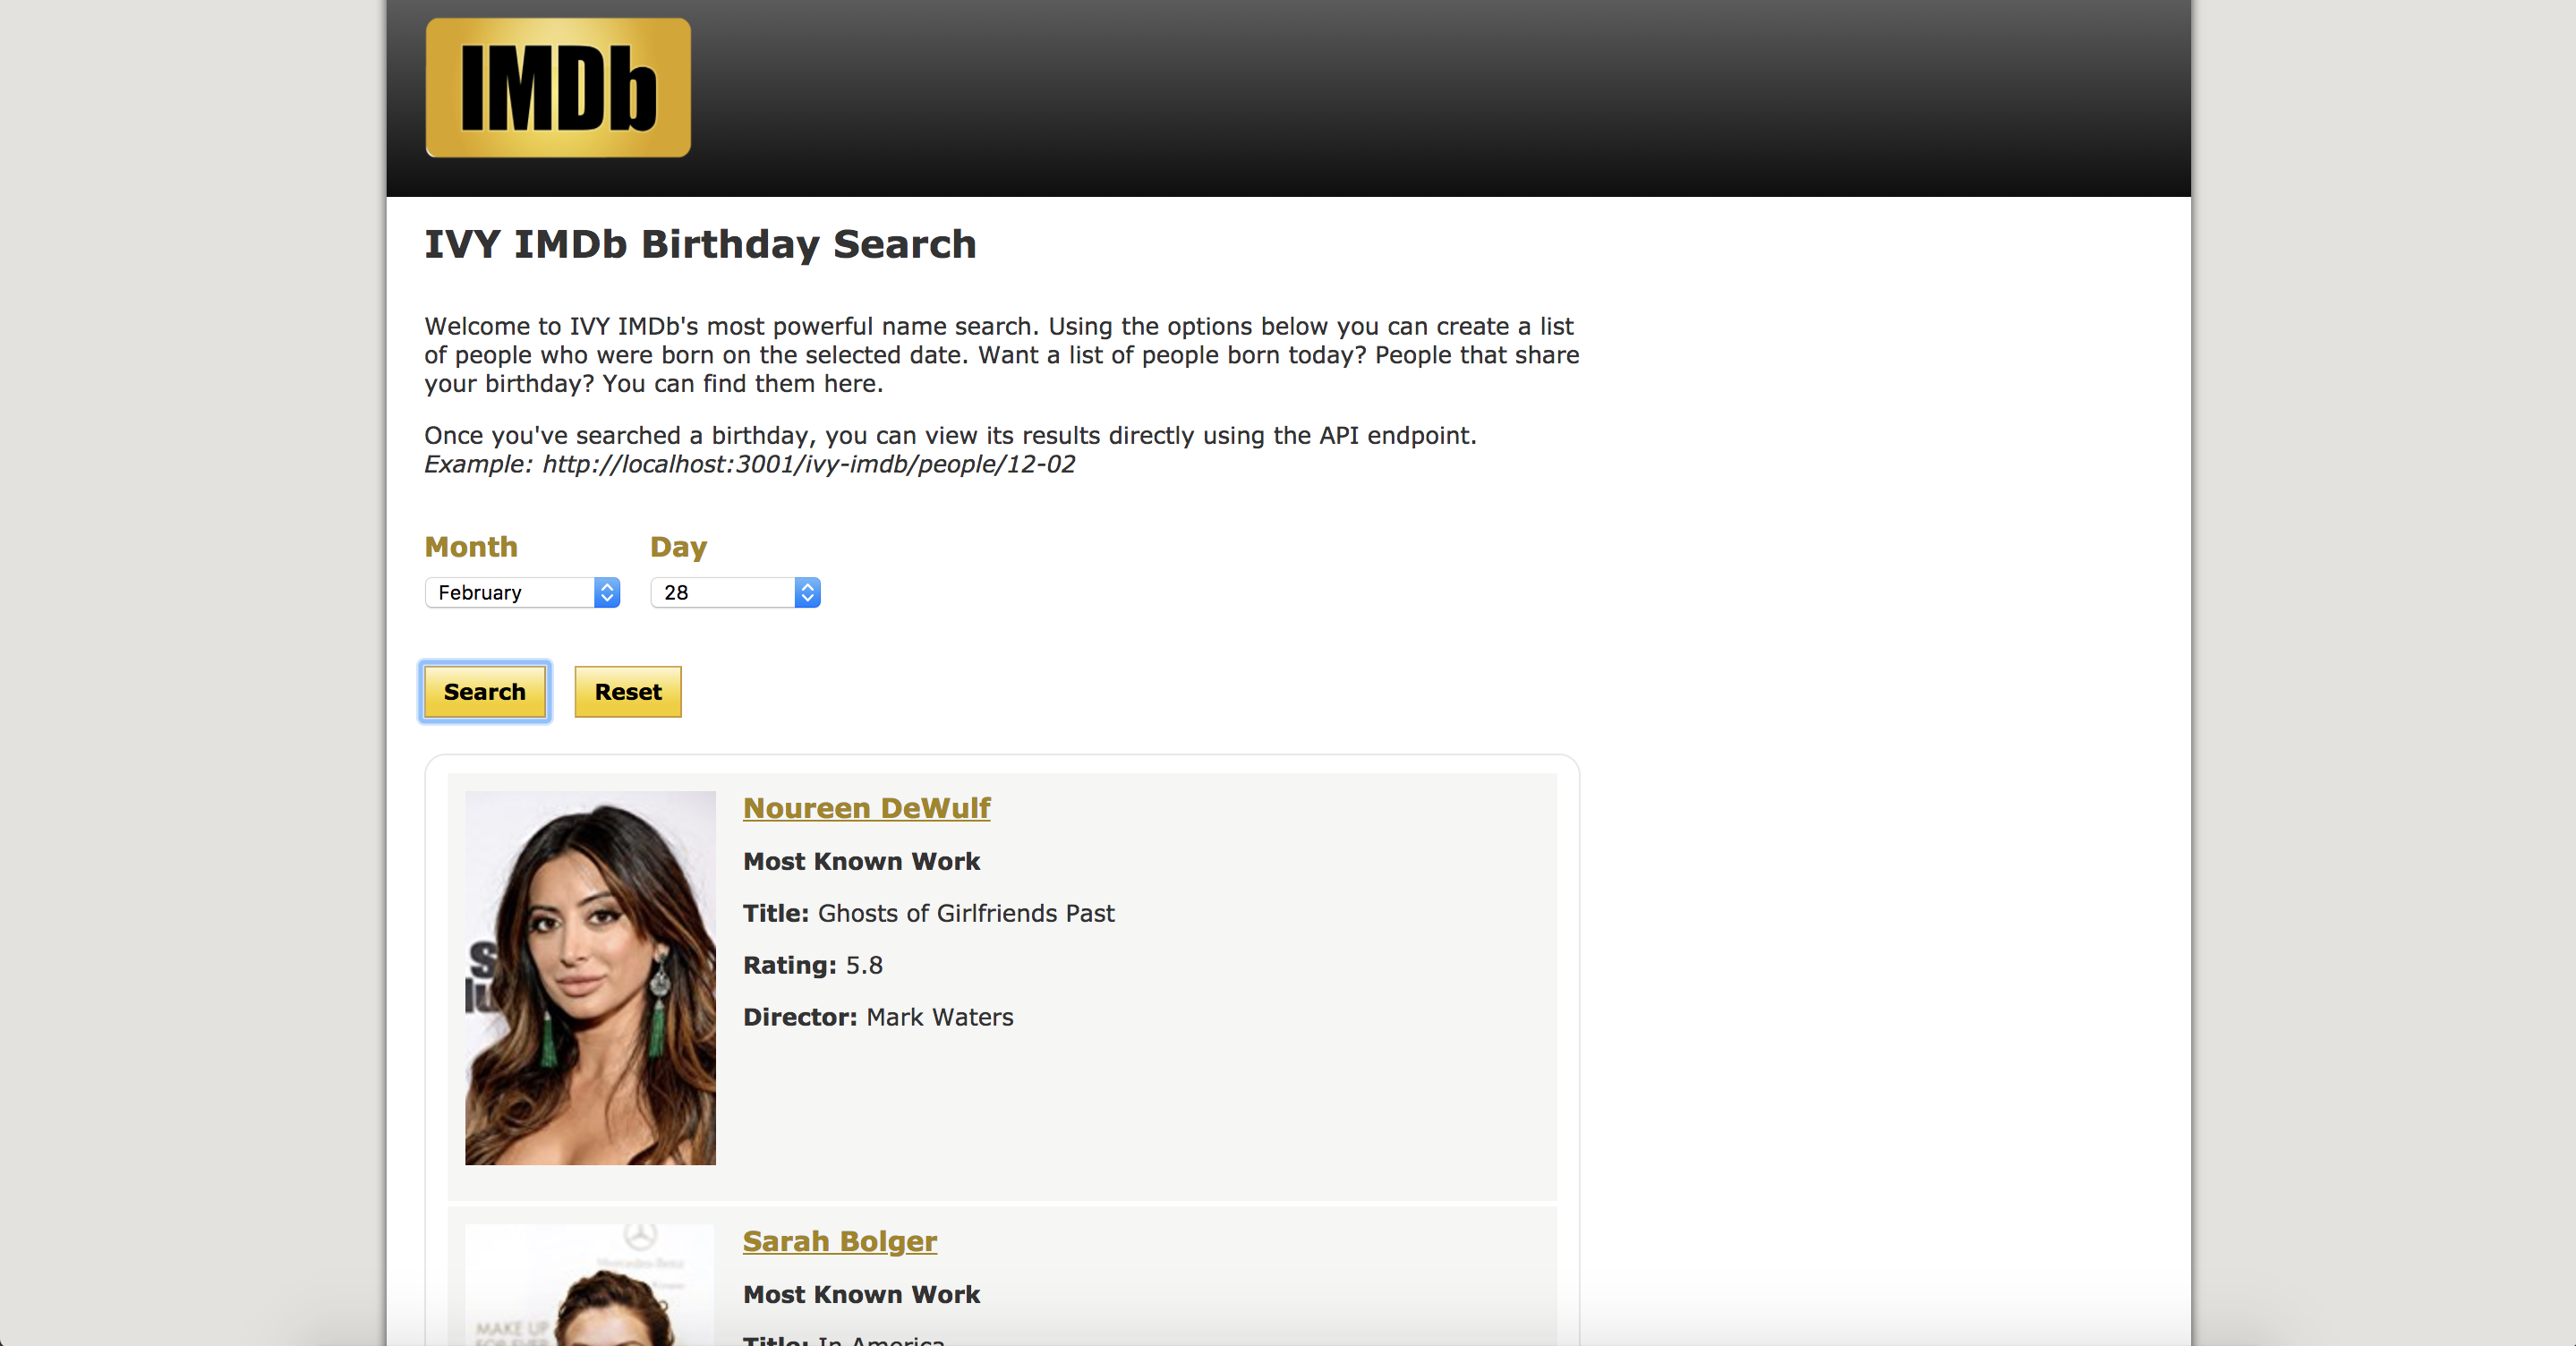 IMDb
IVY IMDb Birthday Search
Welcome to IVY IMDb's most powerful name search. Using the options below you can create a list
of people who were born on the selected date. Want a list of people born today? People that share
your birthday? You can find them here.
Once you've searched a birthday, you can view its results directly using the API endpoint.
Example: http://localhost:3001/ivy-imdb/people/12-02
Month Day
February 28
Search Reset
Noureen DeWulf
Most Known Work
Title: Ghosts of Girlfriends Past
Rating: 5.8
Director: Mark Waters
Sarah Bolger
Most Known Work
MAKE UP
FOR EVER
Title: In America